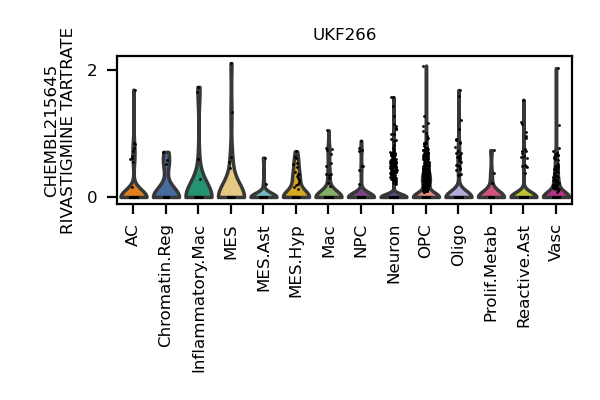 UKF266
CHEMBL215645
RIVASTIGMINE TARTRATE
2
0
AC
Chromatin.Reg
Inflammatory.Mac
MES
MES.Ast
MES.Hyp
Mac
NPC
Neuron
OPC
Oligo
Prolif.Metab
Reactive.Ast
Vasc